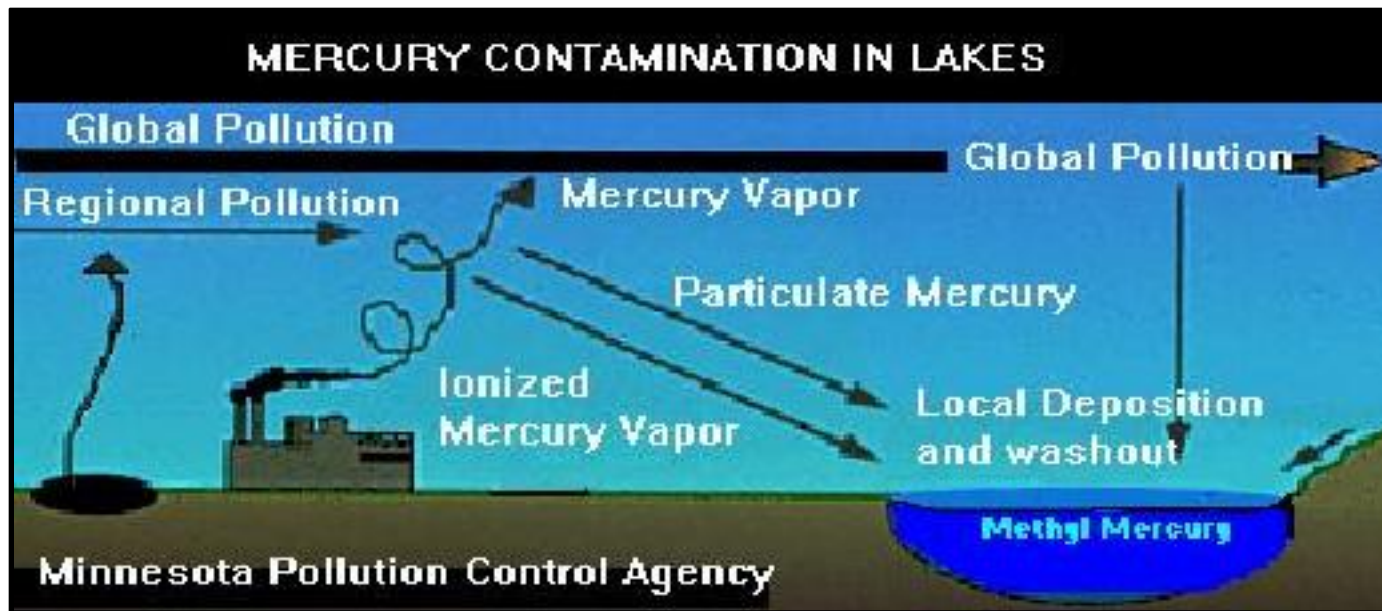 MERCURY CONTAMINATION IN LAKES
Global Pollution
Global Pollution
Regional Pollution
Mercury Vapor
Particulate Mercury
Ionized
Mercury Vapor
Local Deposition
and washout
Methyl Mercury
Minnesota Pollution Control Agency